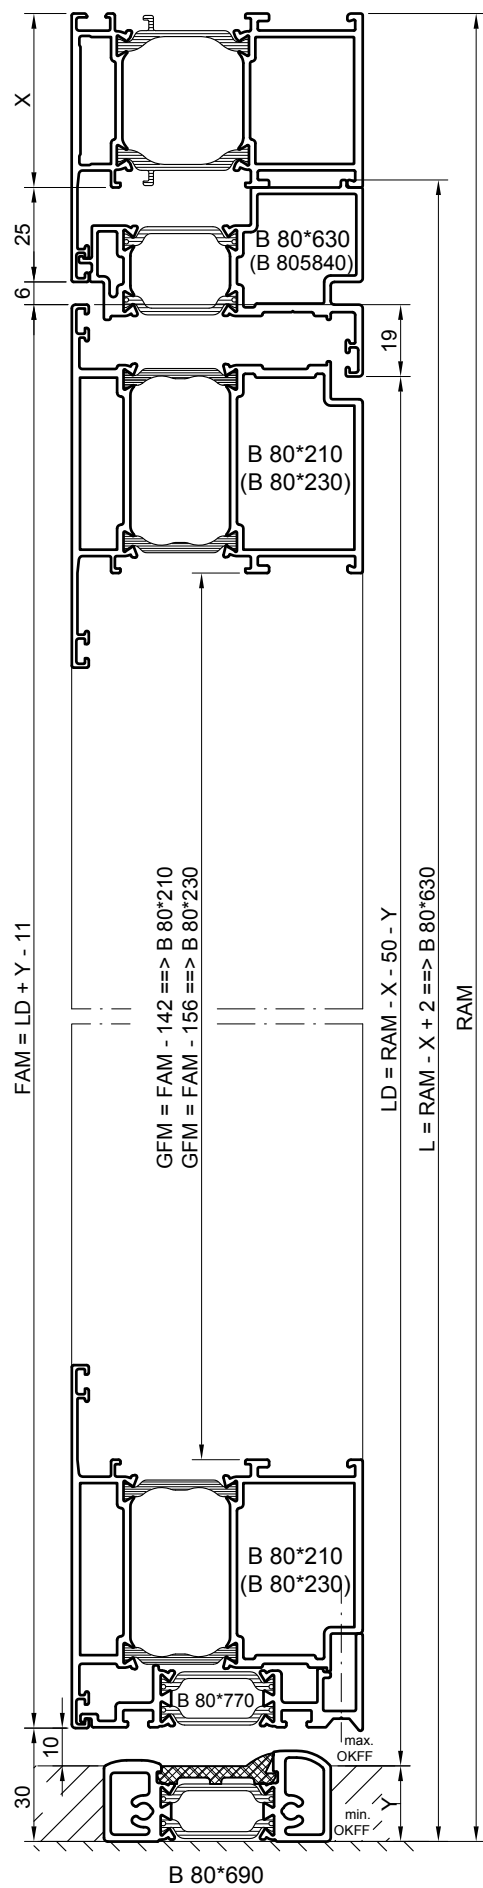 X
25
6
B 80*630
(B 805840)
19
B 80*210
(B 80*230)
FAM = LD + Y - 11
GFM = FAM - 142 ==> B 80*210
GFM = FAM - 156 ==> B 80*230
LD = RAM - X - 50 - Y
L = RAM - X + 2 ==> B 80*630
RAM
B 80*210
(B 80*230)
B 80*770
10
30
max.
OKFF
min.
OKFF
Y
B 80*690